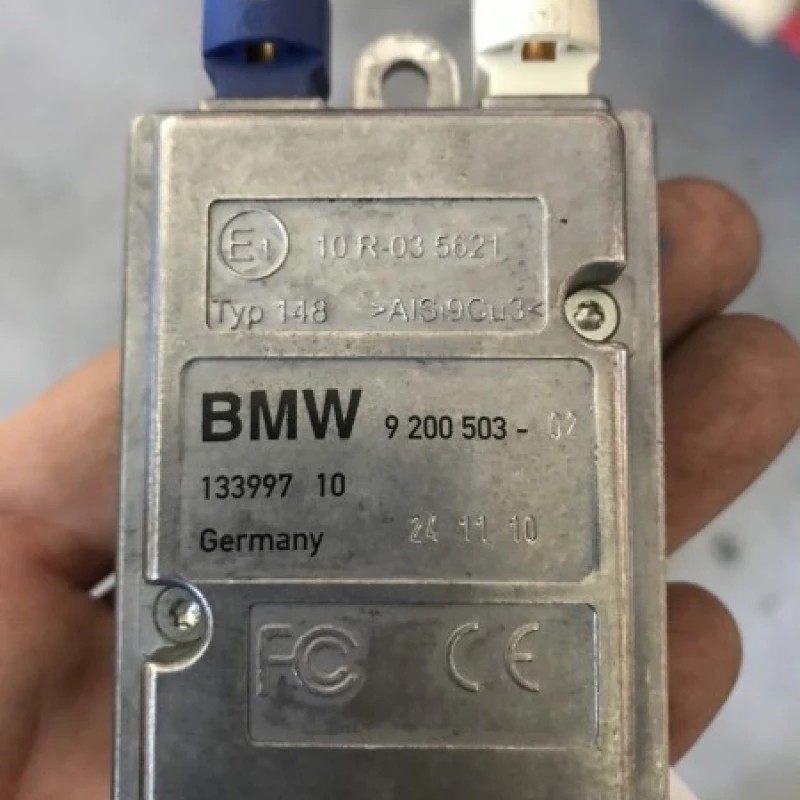 E1 10 R-03 5621
Typ 148 >AlSi9Cu3<
BMW 9 200 503 - 02
133997 10
Germany 24 11 10
FC CE